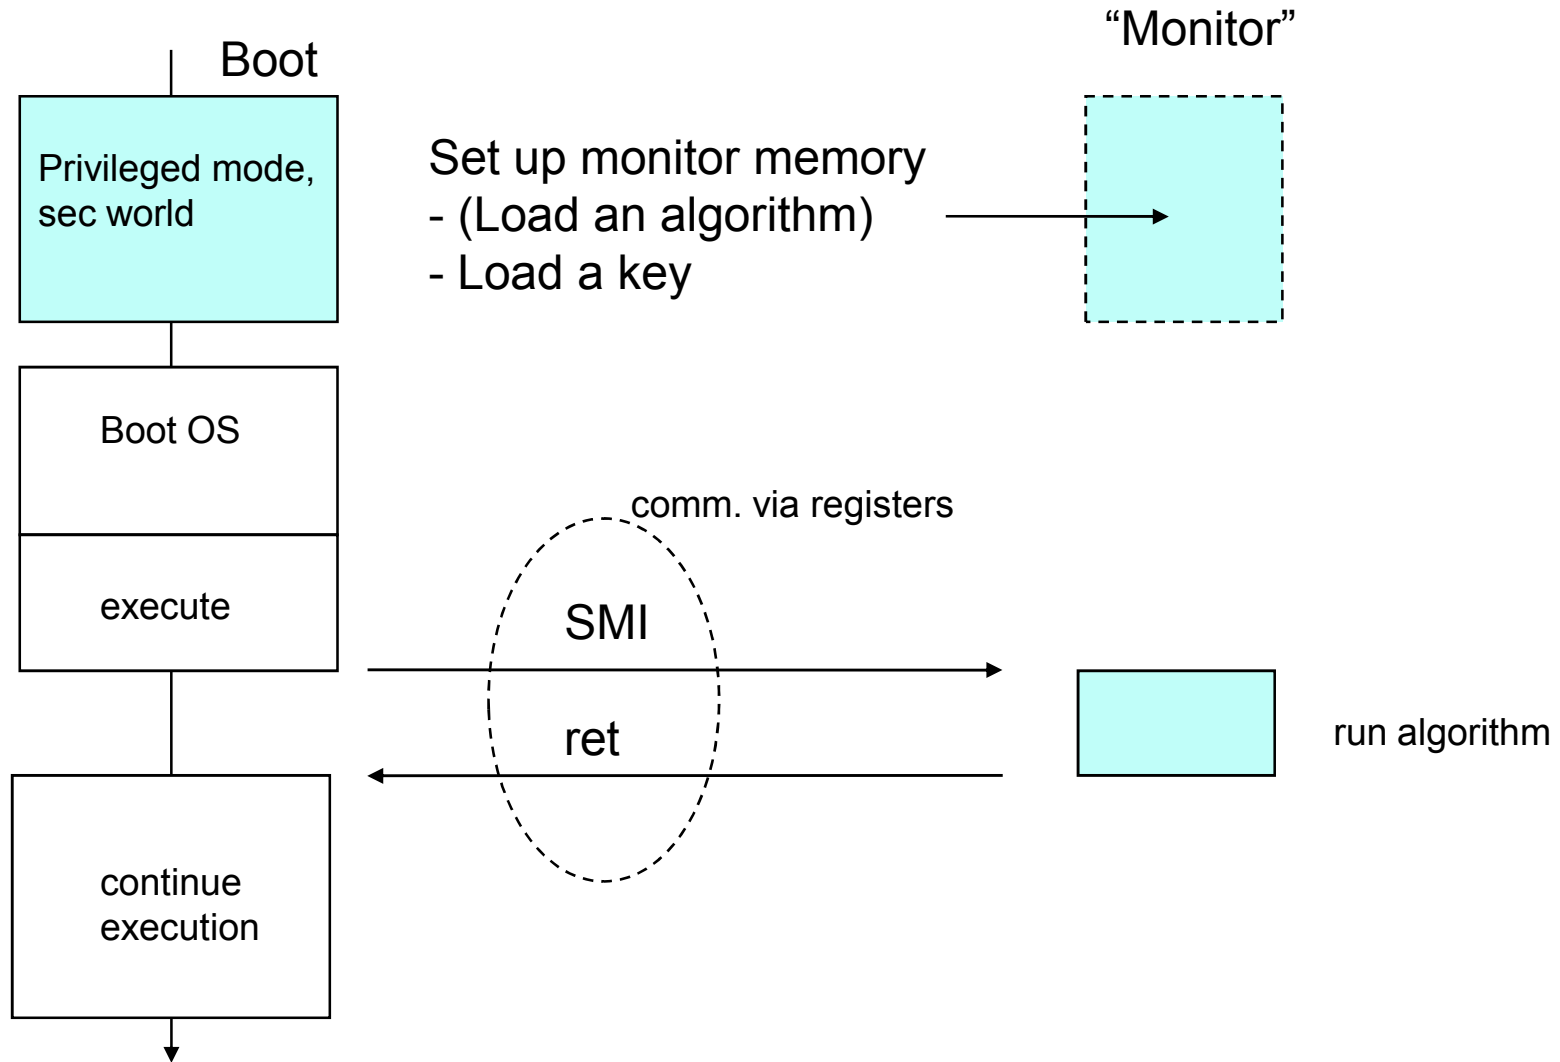 “Monitor”
Boot
Privileged mode,
sec world
Set up monitor memory
- (Load an algorithm)
- Load a key
Boot OS
comm. via registers
execute
SMI
ret
run algorithm
continue
execution